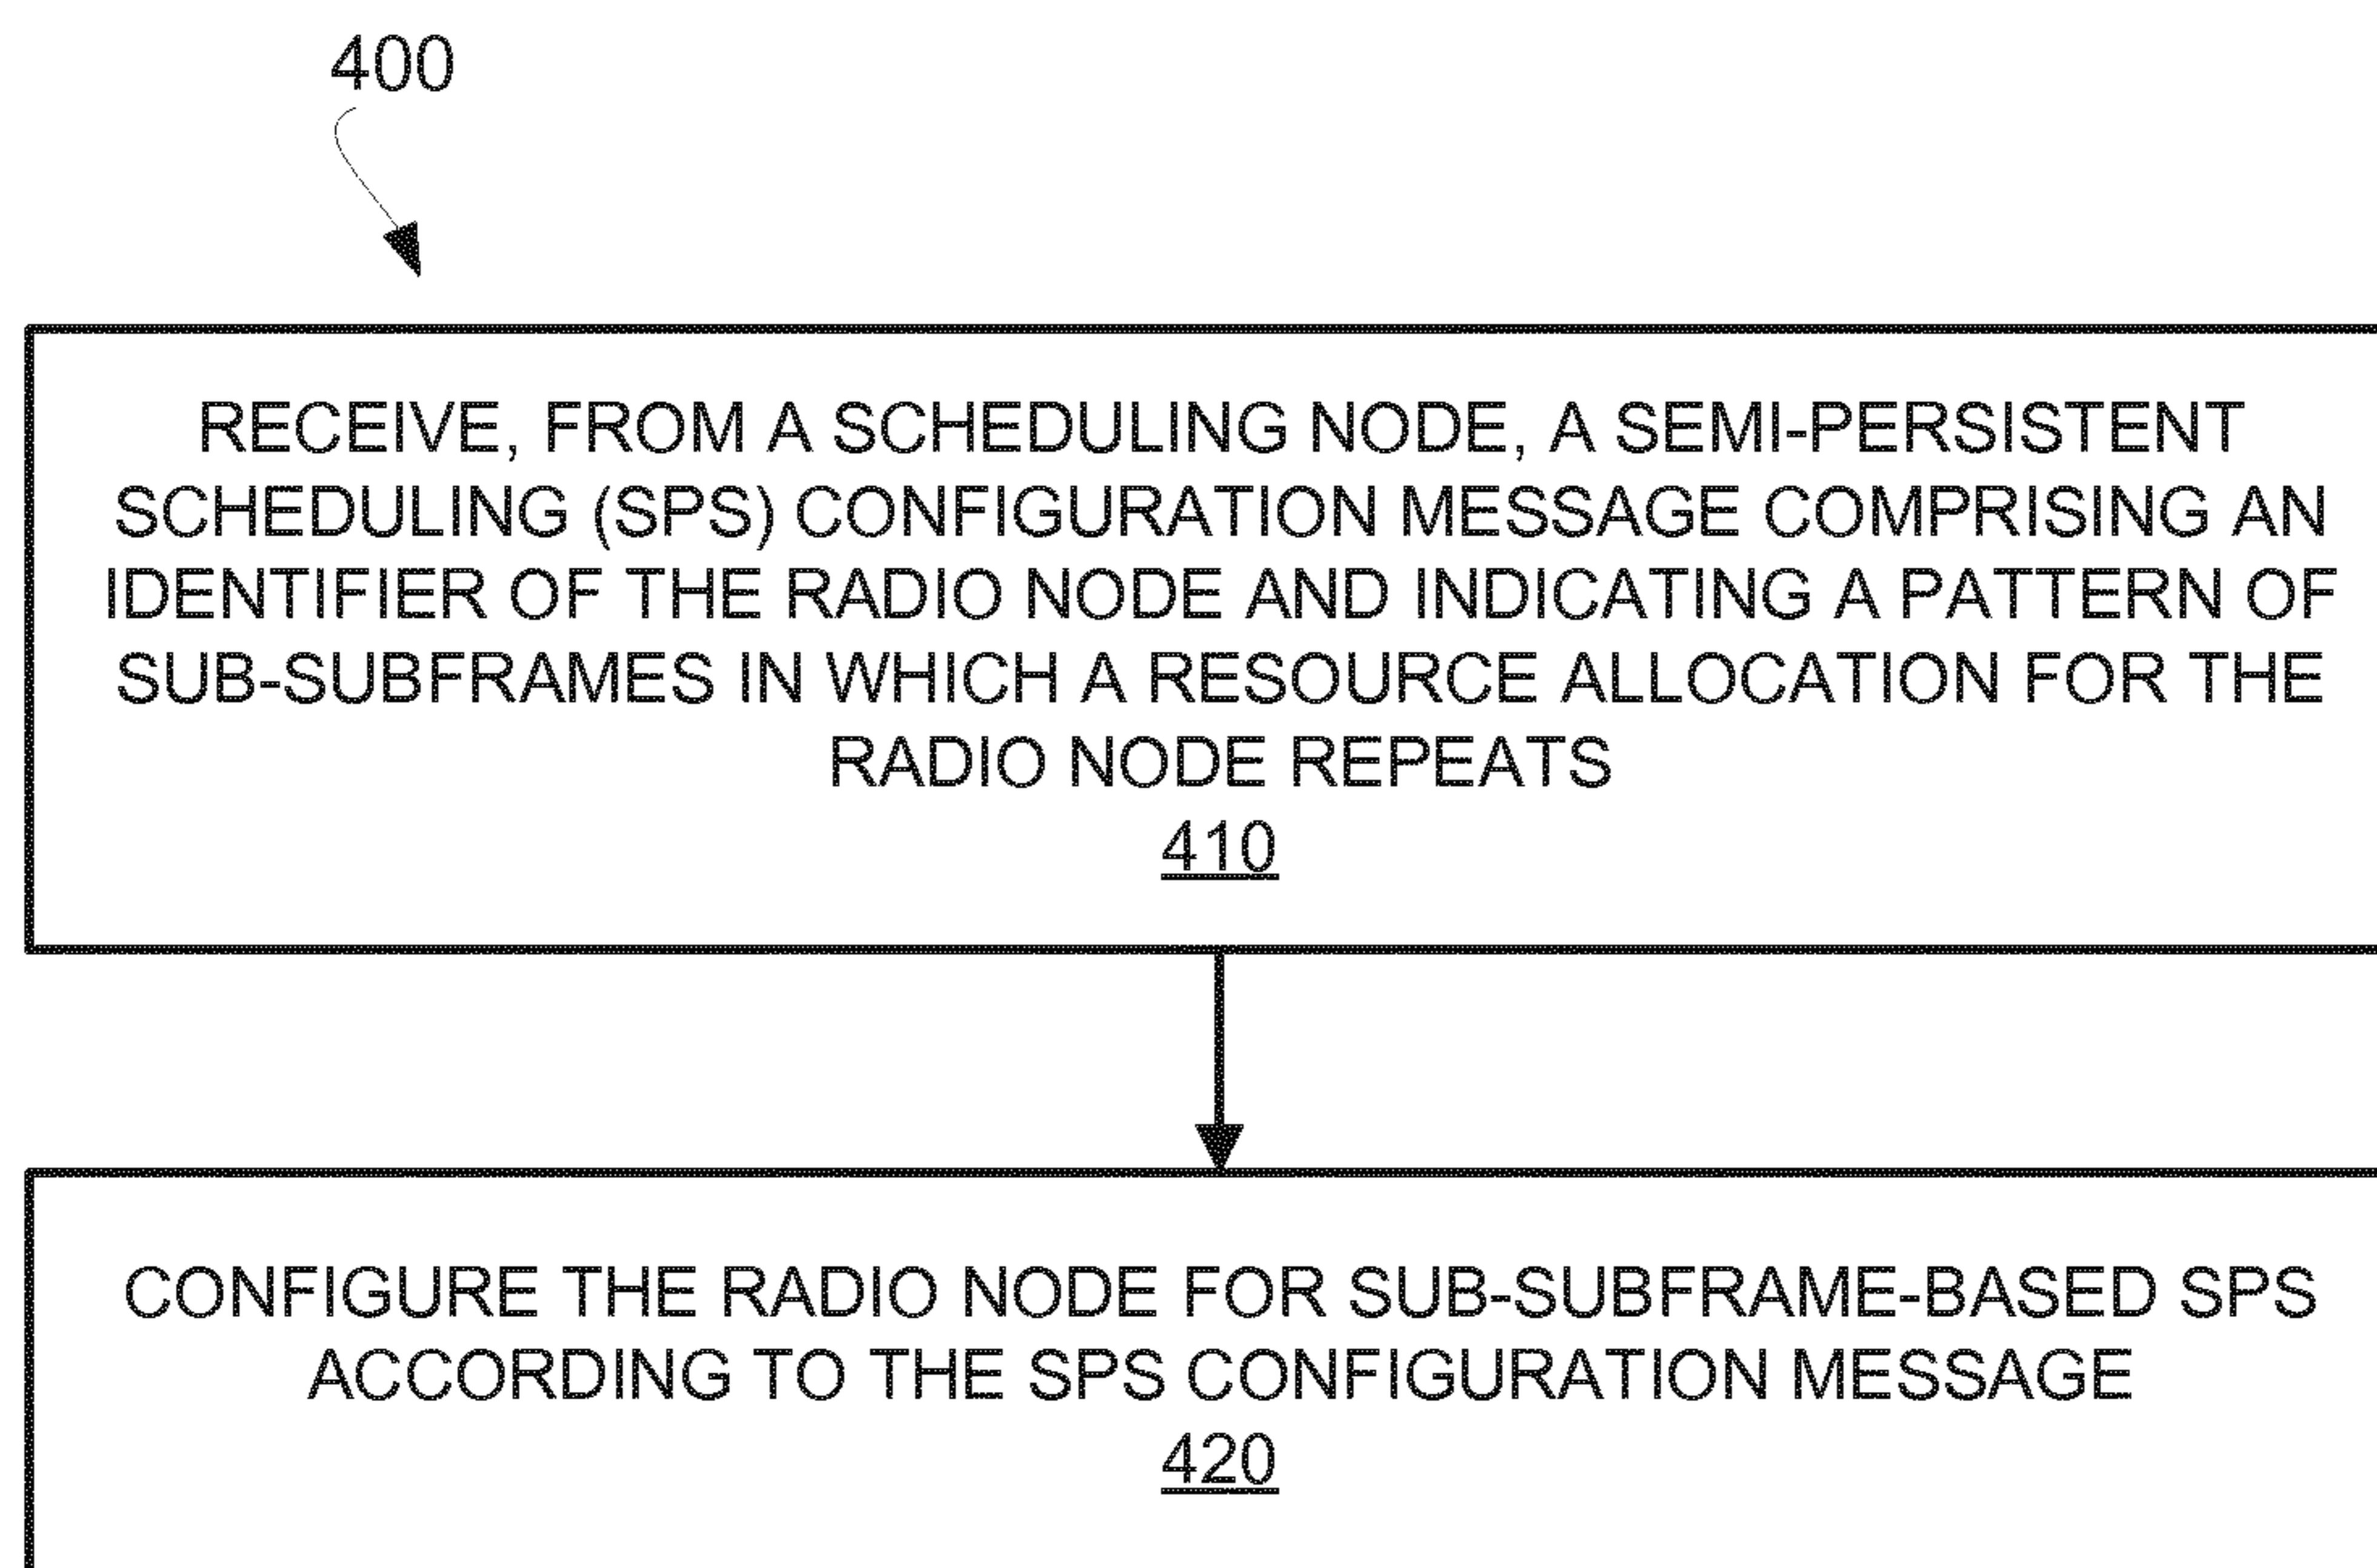 400
RECEIVE, FROM A SCHEDULING NODE, A SEMI-PERSISTENT
SCHEDULING (SPS) CONFIGURATION MESSAGE COMPRISING AN
IDENTIFIER OF THE RADIO NODE AND INDICATING A PATTERN OF
SUB-SUBFRAMES IN WHICH A RESOURCE ALLOCATION FOR THE
RADIO NODE REPEATS
410
CONFIGURE THE RADIO NODE FOR SUB-SUBFRAME-BASED SPS
ACCORDING TO THE SPS CONFIGURATION MESSAGE
420